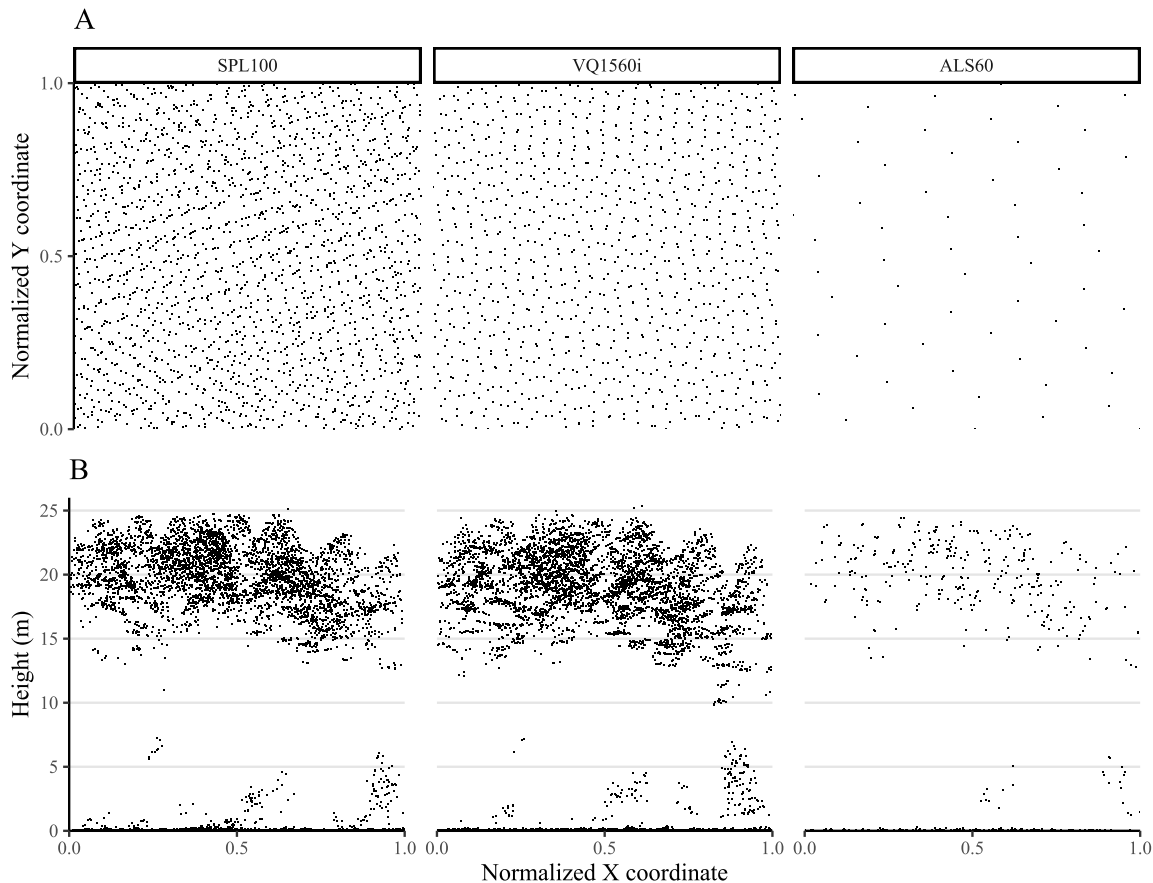 A
SPL100 VQ1560i ALS60
1.0
0.5
0.0
Normalized Y coordinate
B
25
20
15
10
5
0
Height (m)
0.0 0.5 1.0 0.0 0.5 1.0 0.0 0.5 1.0
Normalized X coordinate